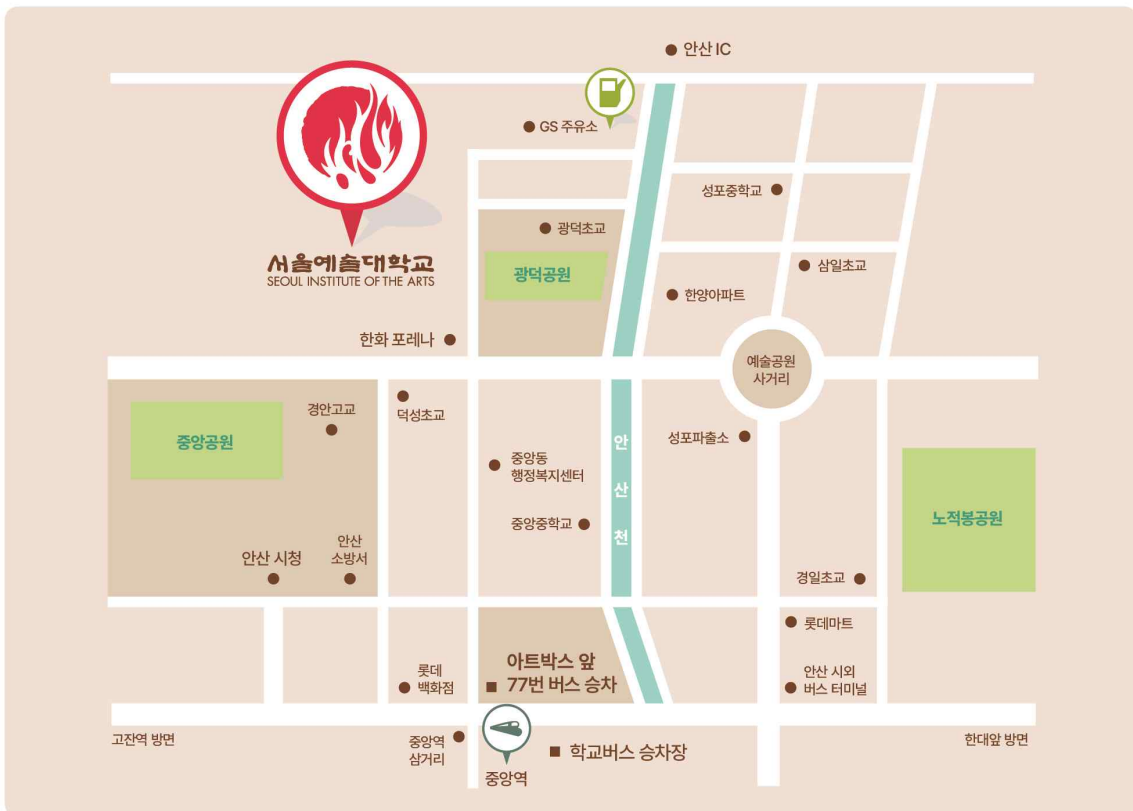 안산 IC
GS 주유소
성포중학교
광덕초교
서울예술대학교
SEOUL INSTITUTE OF THE ARTS
광덕공원
삼일초교
한양아파트
한화 포레나
예술공원
사거리
중앙공원
경안고교
덕성초교
성포파출소
안
산
천
중앙동
행정복지센터
중앙중학교
노적봉공원
안산 시청
안산
소방서
경일초교
롯데마트
롯데
백화점
아트박스 앞
77번 버스 승차
안산 시외
버스 터미널
고잔역 방면
중앙역
삼거리
중앙역
학교버스 승차장
한대앞 방면